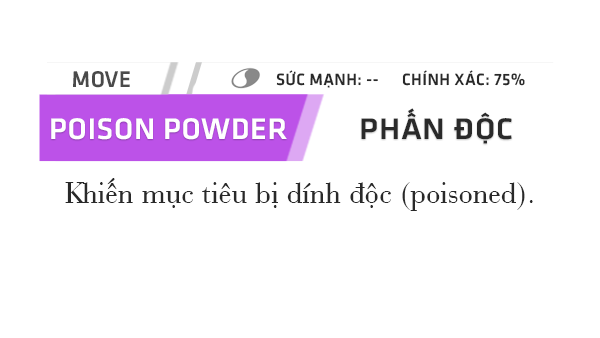 MOVE SỨC MẠNH: -- CHÍNH XÁC: 75%
POISON POWDER PHẤN ĐỘC
Khiến mục tiêu bị dính độc (poisoned).